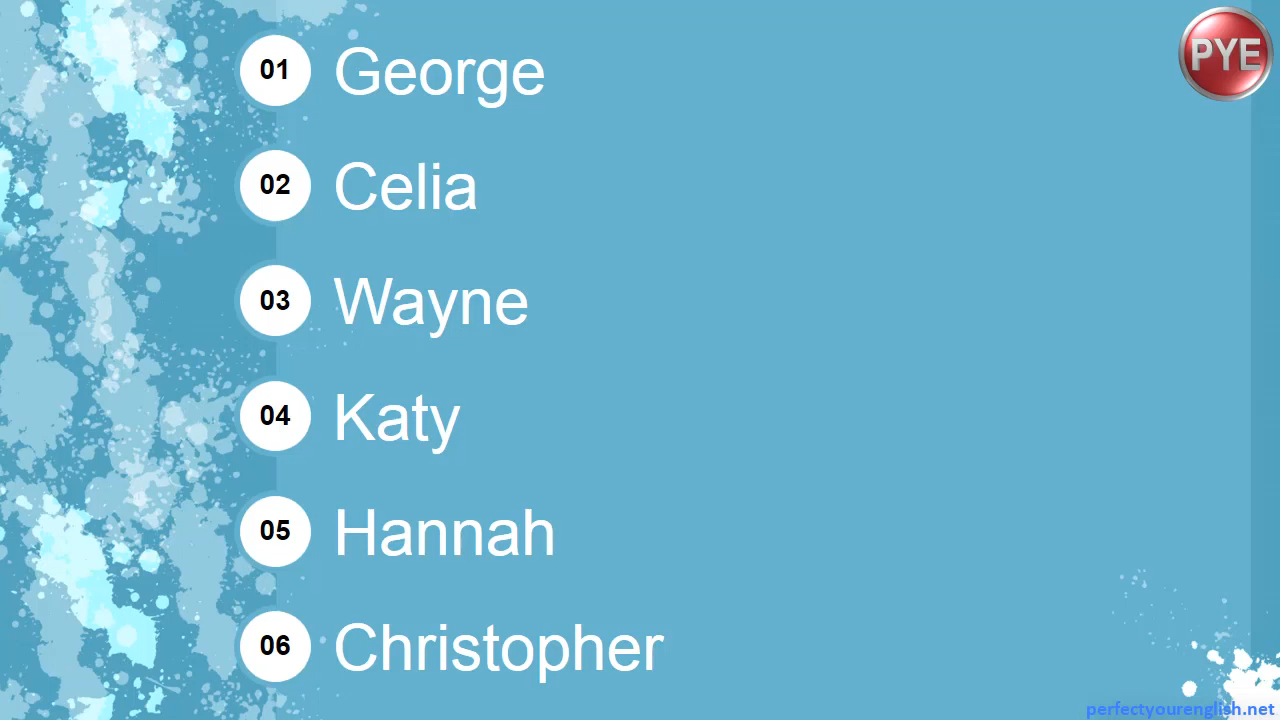 PYE
01 George
02 Celia
03 Wayne
04 Katy
05 Hannah
06 Christopher
perfectyourenglish.net